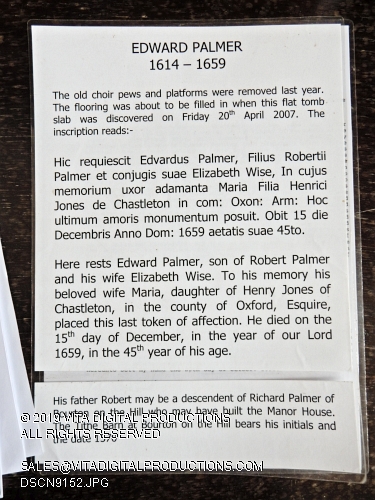 EDWARD PALMER
1614 – 1659
The old choir pews and platforms were removed last year.
The flooring was about to be filled in when this flat tomb
slab was discovered on Friday 20th April 2007. The
inscription reads:-
Hic requiescit Edvardus Palmer, Filius Robertii
Palmer et conjugis suae Elizabeth Wise, In cujus
memorium uxor adamanta Maria Filia Henrici
Jones de Chastleton in com: Oxon: Arm: Hoc
ultimum amoris monumentum posuit. Obit 15 die
Decembris Anno Dom: 1659 aetatis suae 45to.
Here rests Edward Palmer, son of Robert Palmer
and his wife Elizabeth Wise. To his memory his
beloved wife Maria, daughter of Henry Jones of
Chastleton, in the county of Oxford, Esquire,
placed this last token of affection. He died on the
15th day of December, in the year of our Lord
1659, in the 45th year of his age.
His father Robert may be a descendent of Richard Palmer of
Bourton on the Hill who may have built the Manor House.
The Tithe Barn at Bourton on the Hill bears his initials and
the date
VITA DIGITAL PRODUCTIONS
ALL RIGHTS RESERVED
SALES@VITADIGITALPRODUCTIONS.COM
DSCN9152.JPG